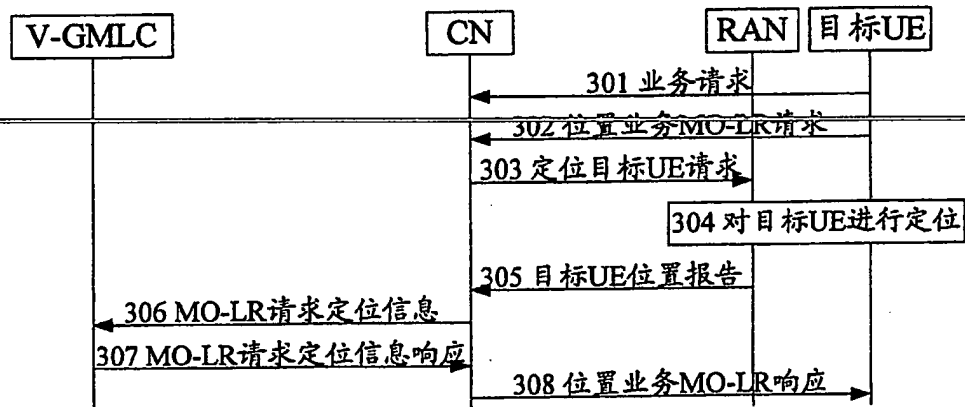 V-GMLC CN RAN 目标UE
301 业务请求
302 位置业务MO-LR请求
303 定位目标UE请求
304 对目标UE进行定位
305 目标UE位置报告
306 MO-LR请求定位信息
307 MO-LR请求定位信息响应
308 位置业务MO-LR响应